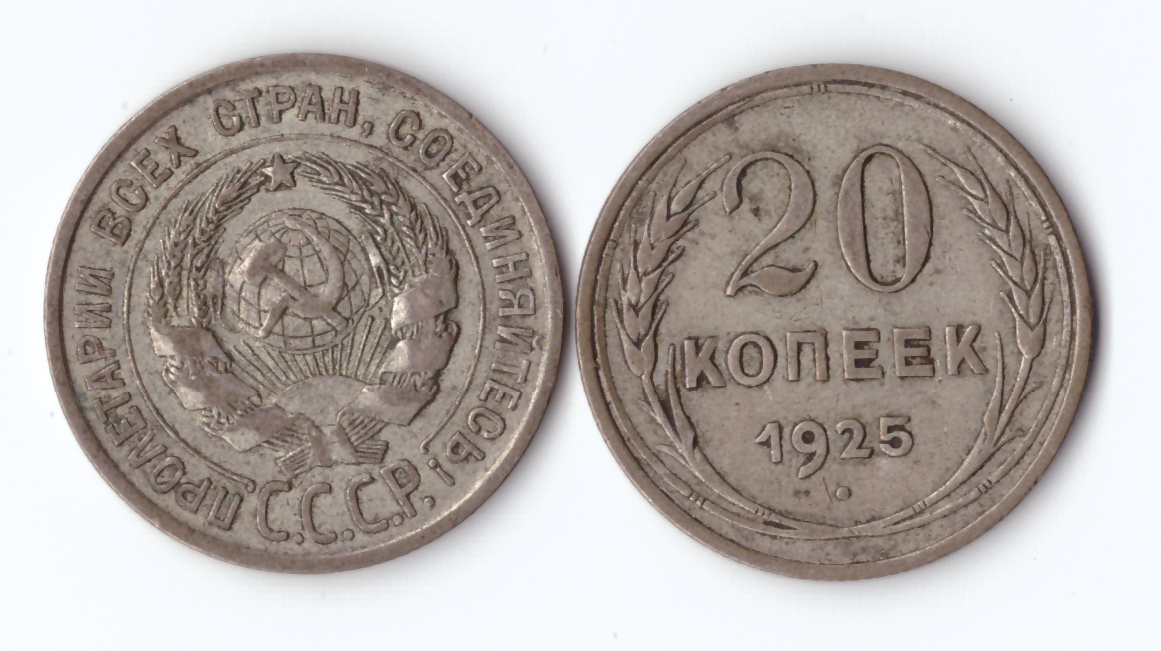 ПРОЛЕТАРИИ ВСЕХ СТРАН, СОЕДИНЯЙТЕСЬ!
С.С.С.Р.
20
КОПЕЕК
1925